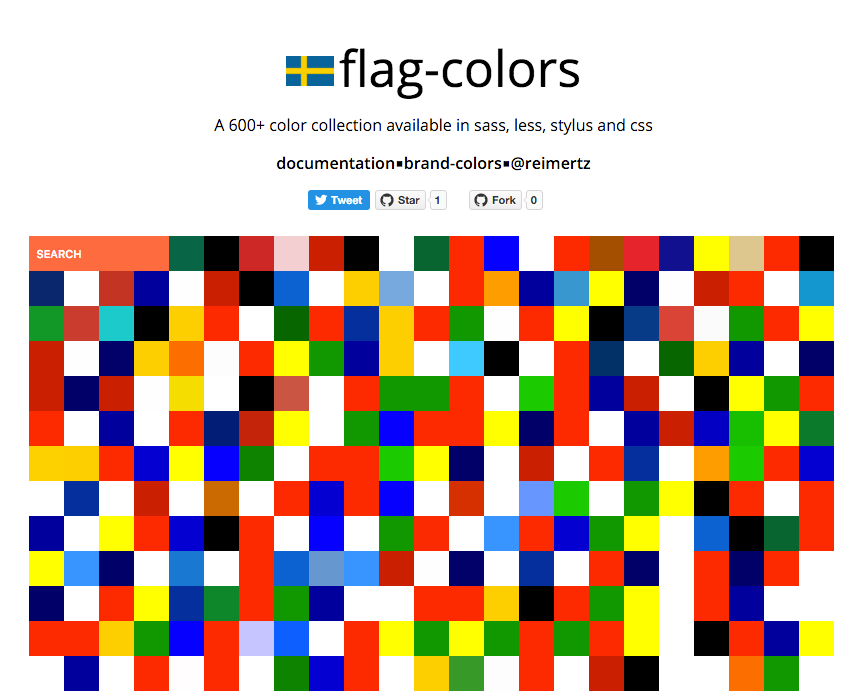 flag-colors
A 600+ color collection available in sass, less, stylus and css
documentation▪brand-colors▪@reimertz
Tweet Star 1 Fork 0
SEARCH